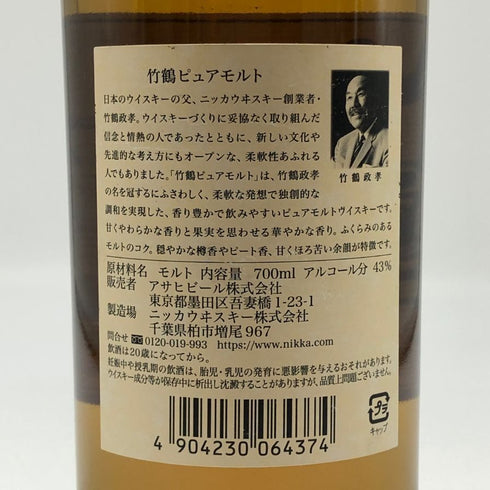 竹鶴ピュアモルト
日本のウイスキーの父、ニッカウヰスキー創業者・
竹鶴政孝。ウイスキーづくりに妥協なく取り組んだ
信念と情熱の人であったとともに、新しい文化や
先進的な考え方にもオープンな、柔軟性あふれる
人でもありました。「竹鶴ピュアモルト」は、竹鶴政孝
の名を冠するにふさわしく、柔軟な発想で独創的な
調和を実現した、香り豊かで飲みやすいピュアモルトウイスキーです。
甘くやわらかな香りと果実を思わせる華やかな香り。ふくらみのある
モルトのコク。穏やかな樽香やピート香、甘くほろ苦い余韻が特徴です。
竹鶴政孝
原材料名 モルト 内容量 700ml アルコール分 43%
販売者 アサヒビール株式会社
東京都墨田区吾妻橋1-23-1
製造場 ニッカウヰスキー株式会社
千葉県柏市増尾967
問合せ 0120-019-993 https://www.nikka.com
飲酒は20歳になってから。
妊娠中や授乳期の飲酒は、胎児・乳児の発育に悪影響を与えるおそれがあります。
ウイスキー成分等が保存中に析出し沈澱することがありますが、品質上問題ございません。
4 904230 064374
プラ
キャップ